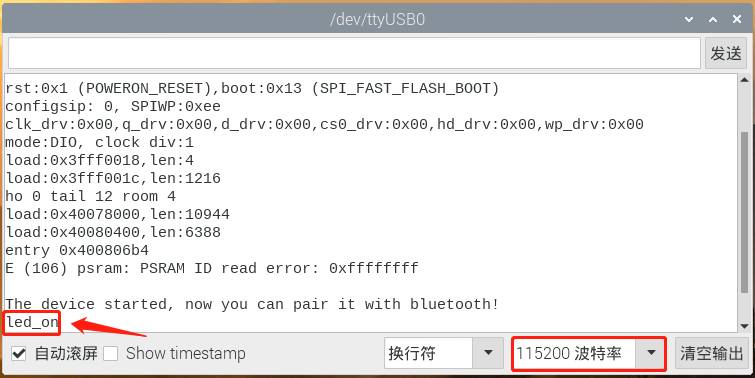 /dev/ttyUSB0
发送
rst:0x1 (POWERON_RESET),boot:0x13 (SPI_FAST_FLASH_BOOT)
configsip: 0, SPIWP:0xee
clk_drv:0x00,q_drv:0x00,d_drv:0x00,cs0_drv:0x00,hd_drv:0x00,wp_drv:0x00
mode:DIO, clock div:1
load:0x3fff0018,len:4
load:0x3fff001c,len:1216
ho 0 tail 12 room 4
load:0x40078000,len:10944
load:0x40080400,len:6388
entry 0x400806b4
E (106) psram: PSRAM ID read error: 0xffffffff
The device started, now you can pair it with bluetooth!
led_on
自动滚屏 Show timestamp 换行符 115200 波特率 清空输出